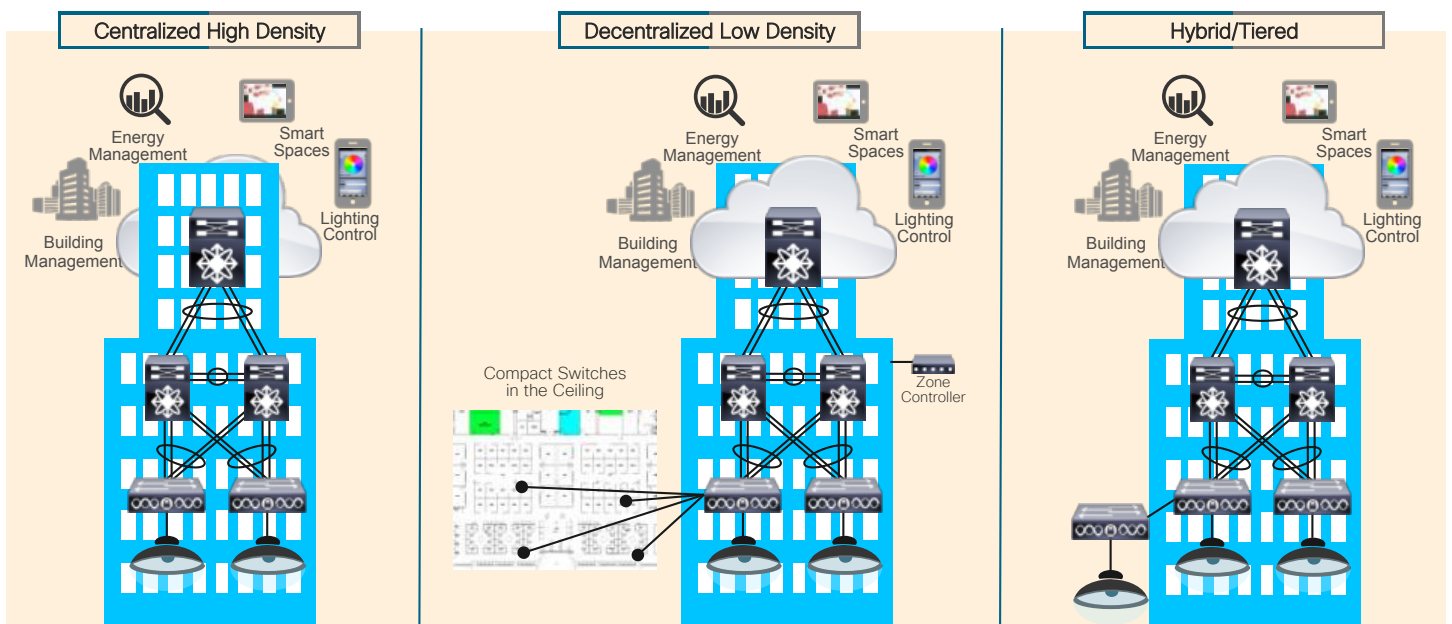 Centralized High Density
Energy
Management
Smart
Spaces
Lighting
Control
Building
Management
Decentralized Low Density
Energy
Management
Smart
Spaces
Lighting
Control
Building
Management
Compact Switches
in the Ceiling
Zone
Controller
Hybrid/Tiered
Energy
Management
Smart
Spaces
Lighting
Control
Building
Management